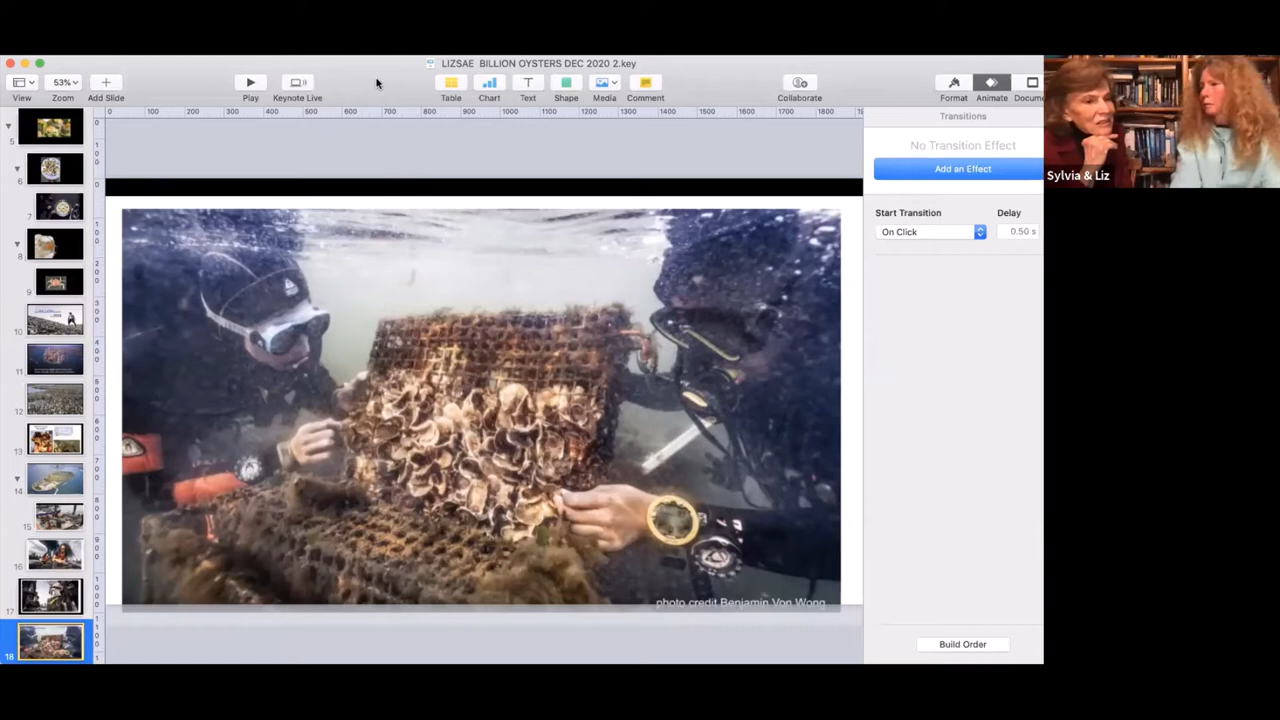 LIZSAE  BILLION OYSTERS DEC 2020 2.key
53%
View
Zoom
Add Slide
Play
Keynote Live
Table
Chart
Text
Shape
Media
Comment
Collaborate
Format
Animate
Docume
0 100 200 300 400 500 600 700 800 900 1000 1100 1200 1300 1400 1500 1600 1700 1800
Transitions
No Transition Effect
Add an Effect
Start Transition
Delay
On Click
0.50 s
Build Order
5
6
7
8
9
10
11
12
13
14
15
16
17
18
photo credit Benjamin Von Wong
Sylvia & Liz